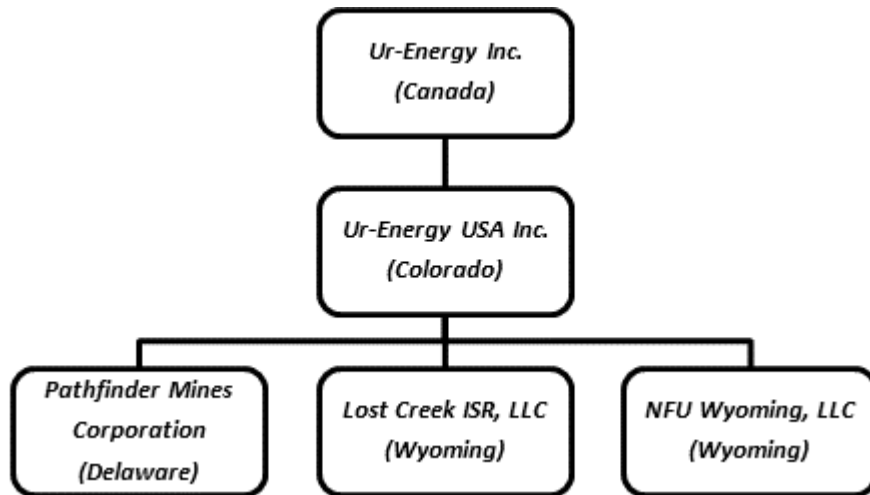 Ur-Energy Inc.
(Canada)
Ur-Energy USA Inc.
(Colorado)
Pathfinder Mines
Corporation
(Delaware)
Lost Creek ISR, LLC
(Wyoming)
NFU Wyoming, LLC
(Wyoming)